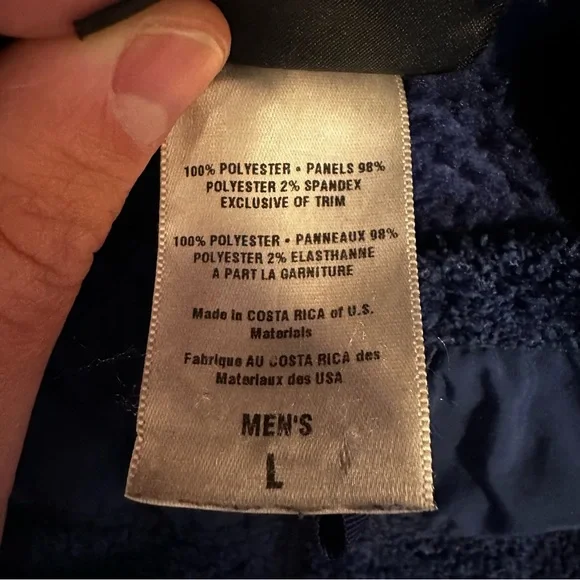 100% POLYESTER • PANELS 98%
POLYESTER 2% SPANDEX
EXCLUSIVE OF TRIM
100% POLYESTER • PANNEAUX 98%
POLYESTER 2% ELASTHANNE
A PART LA GARNITURE
Made in COSTA RICA of U.S.
Materials
Fabrique AU COSTA RICA des
Materiaux des USA
MEN'S
L